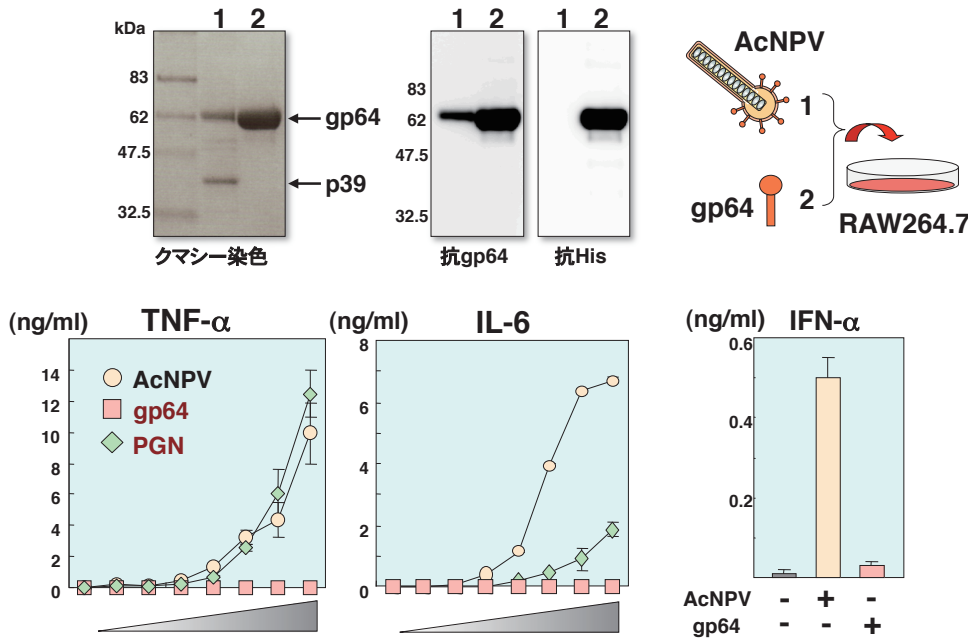 1 2
kDa
83
62
47.5
32.5
gp64
p39
クマシー染色
1 2
83
62
47.5
32.5
抗gp64
抗His
AcNPV
1
gp64
2
RAW264.7
(ng/ml) TNF-α
14
12
10
8
6
4
2
0
AcNPV
gp64
PGN
(ng/ml) IL-6
8
6
4
2
0
(ng/ml) IFN-α
0.6
0.4
0.2
AcNPV - + -
gp64 - - +